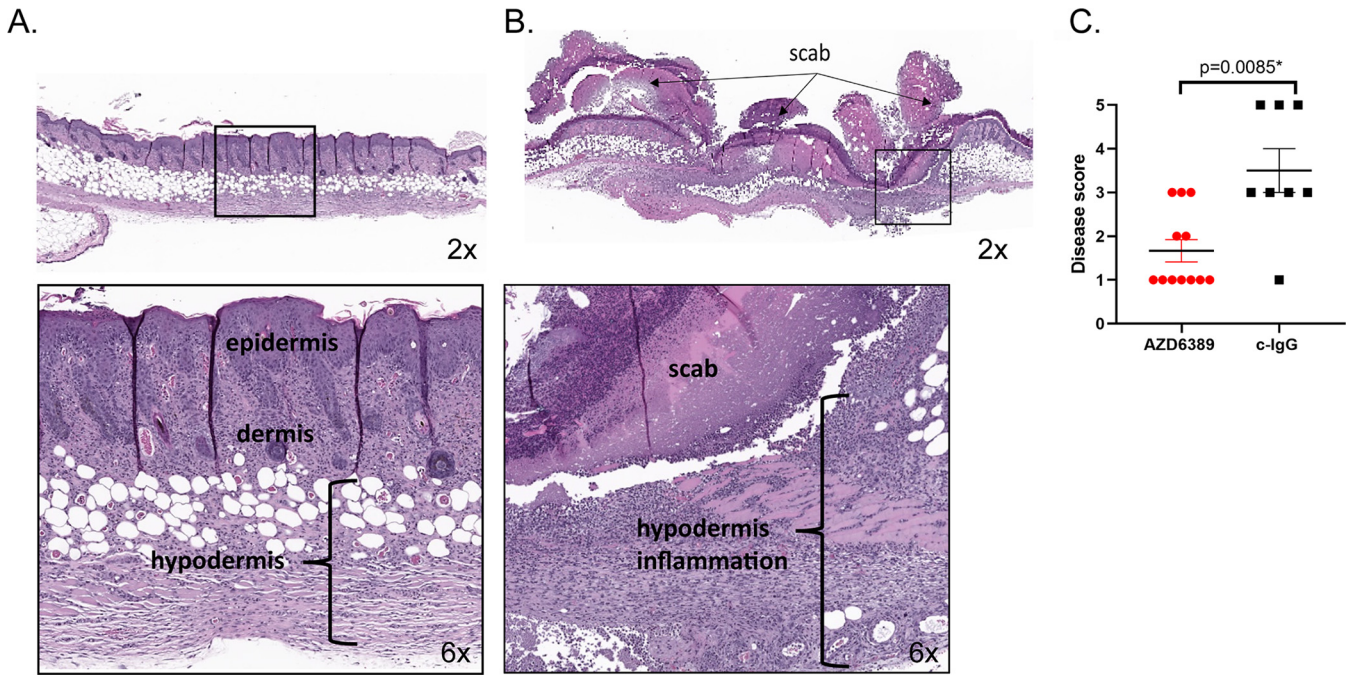 A.
2x
epidermis
dermis
hypodermis
6x
B.
scab
2x
scab
hypodermis
inflammation
6x
C.
p=0.0085*
Disease score
5
4
3
2
1
0
AZD6389
c-IgG